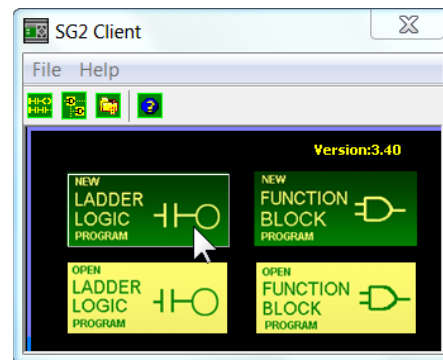 SG2 Client
File Help
Version:3.40
NEW
LADDER
LOGIC
PROGRAM
NEW
FUNCTION
BLOCK
PROGRAM
OPEN
LADDER
LOGIC
PROGRAM
OPEN
FUNCTION
BLOCK
PROGRAM